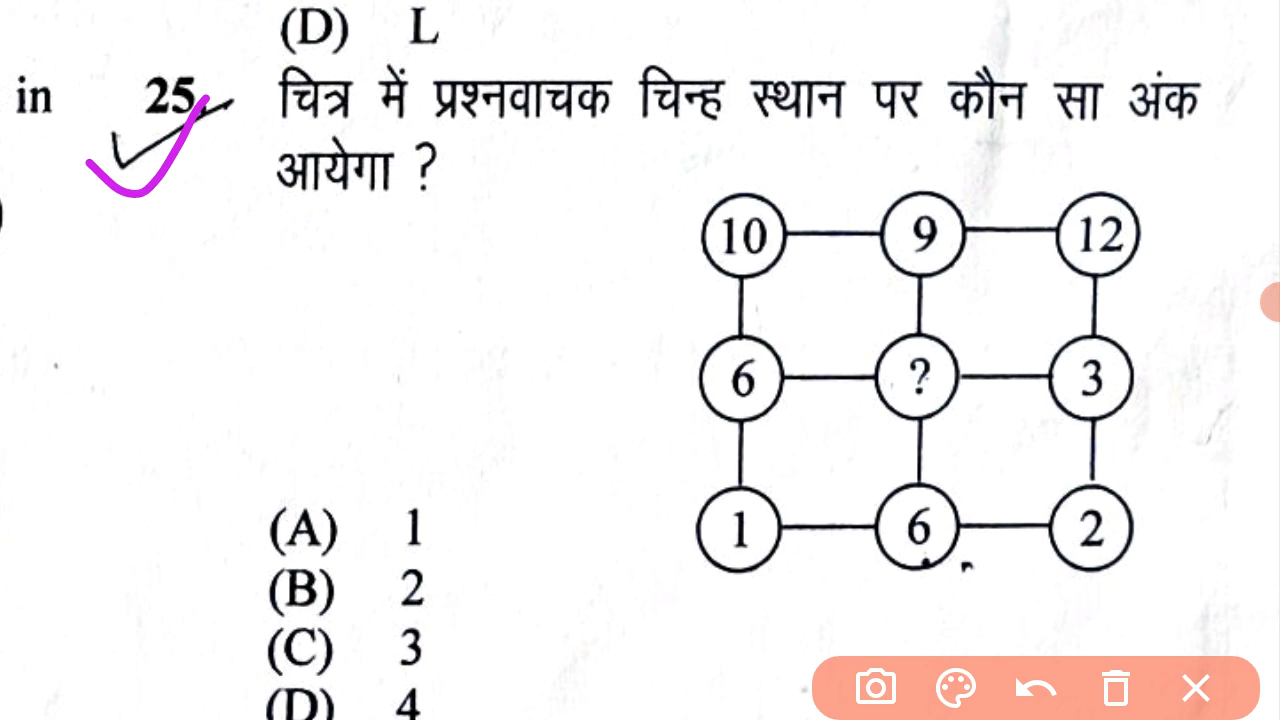 (D) L
in 25. चित्र में प्रश्नवाचक चिन्ह स्थान पर कौन सा अंक
आयेगा ?
10 9 12
6 ? 3
1 6 2
(A) 1
(B) 2
(C) 3
(D) 4